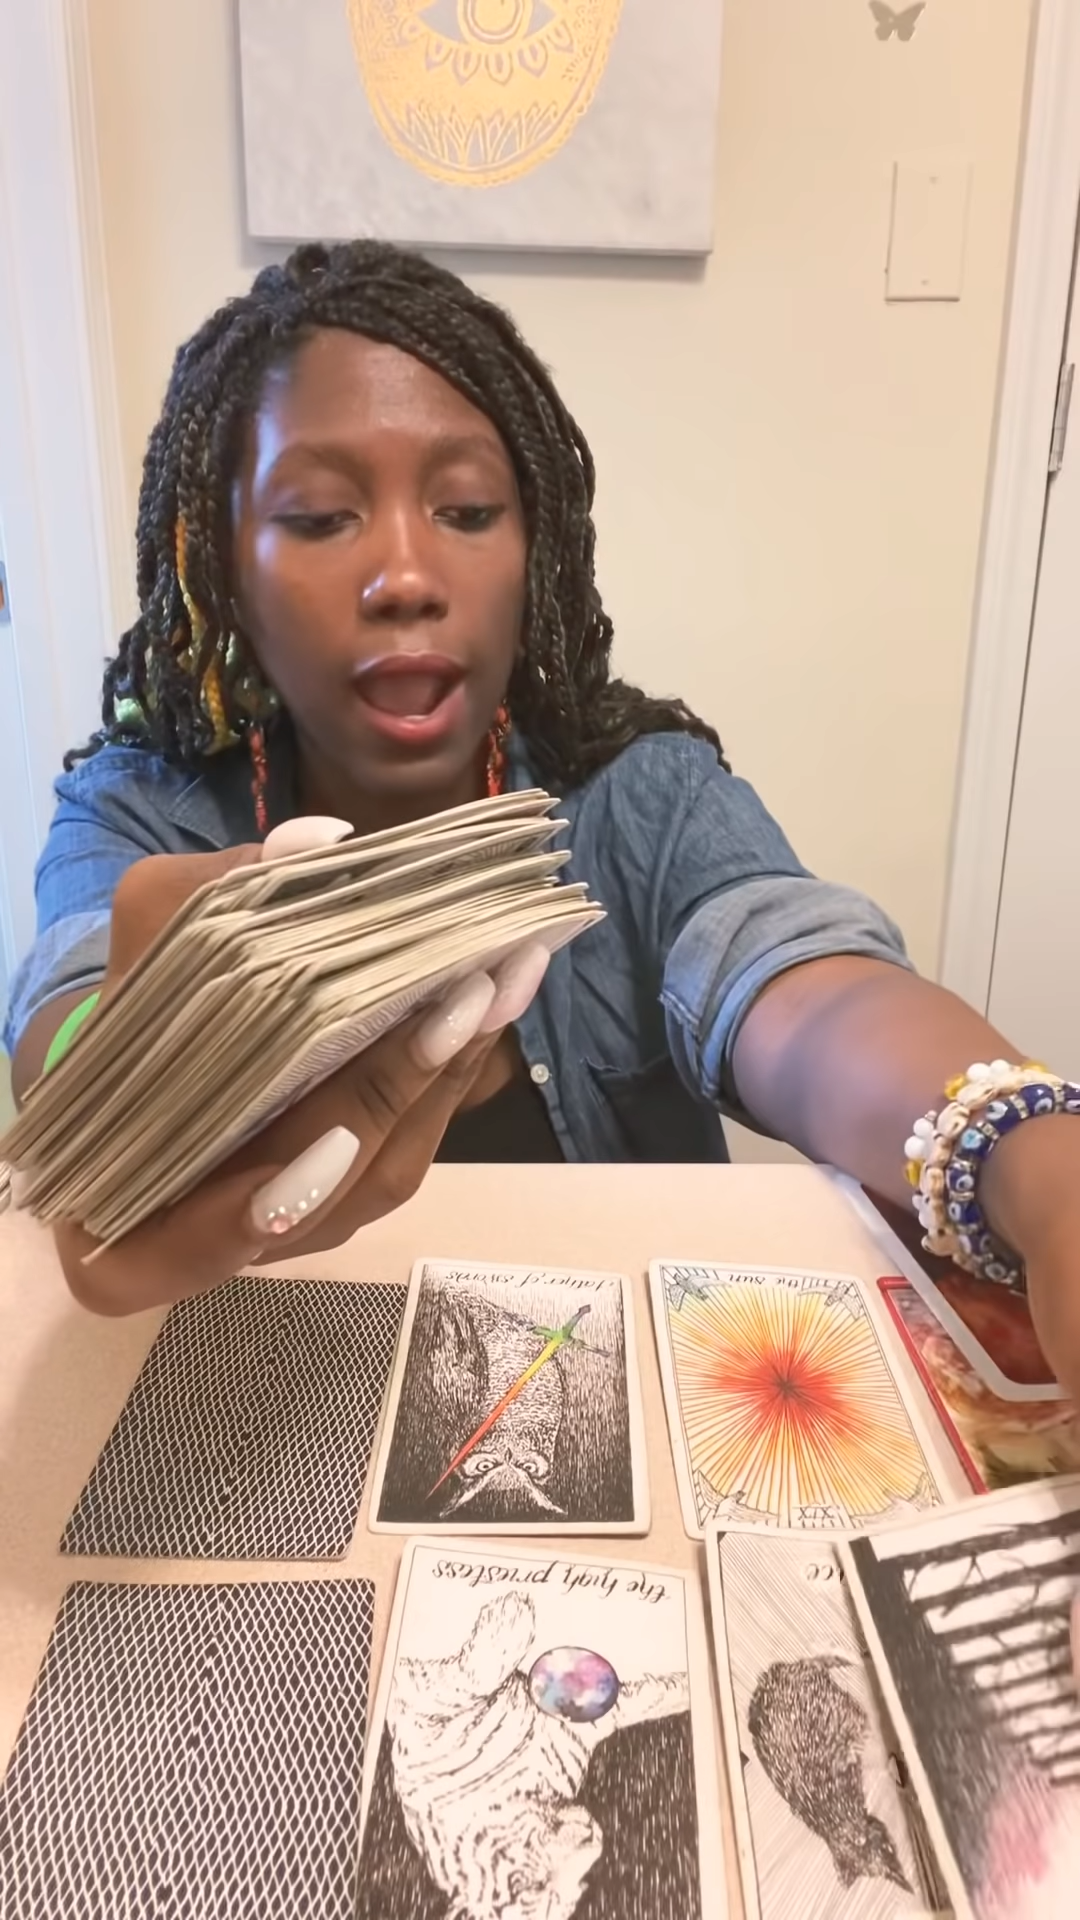 father of swords
the sun
XIX
the high priestess